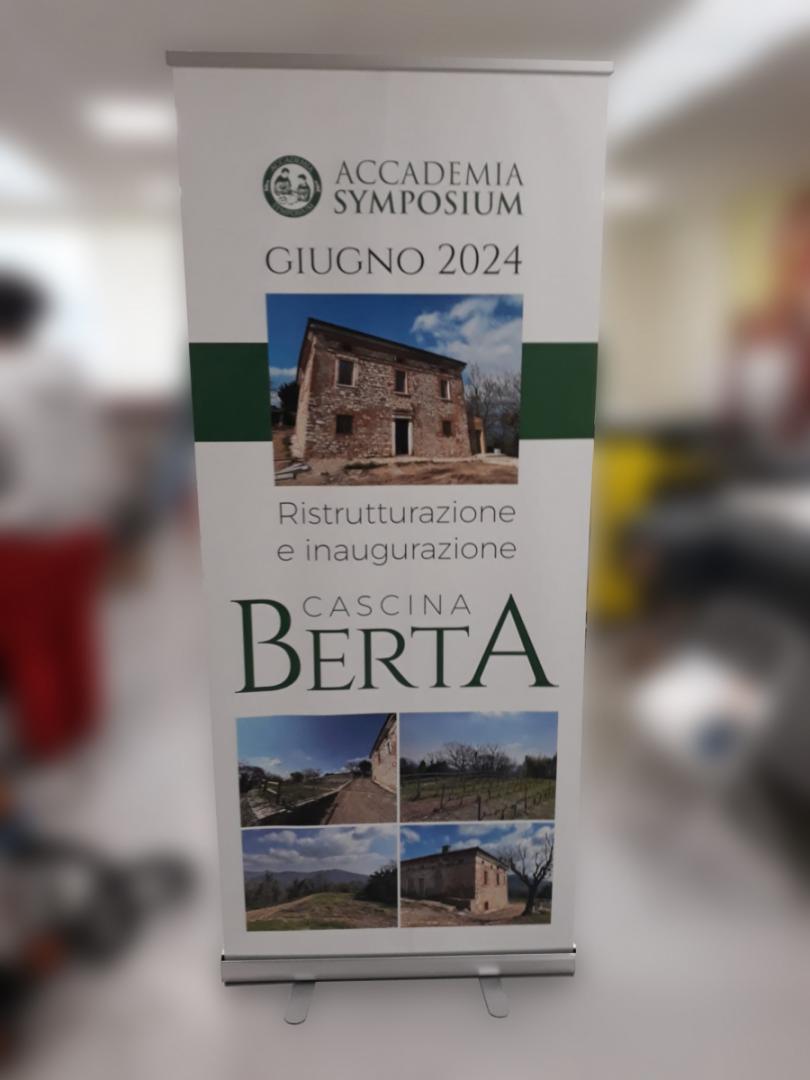 ACCADEMIA
SYMPOSIUM
GIUGNO 2024
Ristrutturazione
e inaugurazione
CASCINA
BERTA